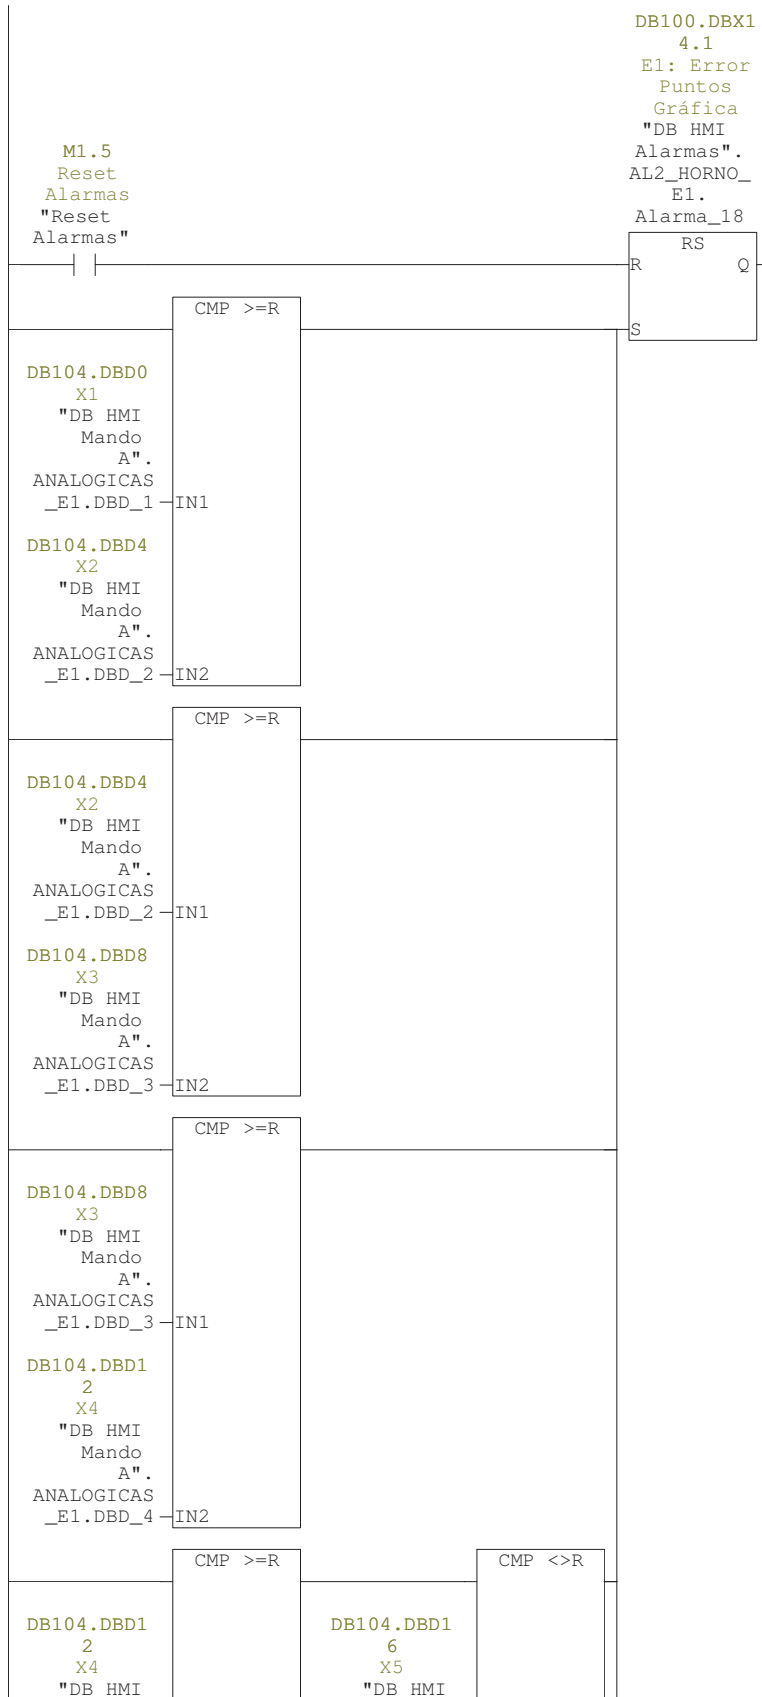 DB100.DBX1
4.1
E1: Error
Puntos
Gráfica
"DB HMI
Alarmas".
AL2_HORNO_
E1.
Alarma_18
M1.5
Reset
Alarmas
"Reset
Alarmas"
RS
R Q
S
CMP >=R
DB104.DBD0
X1
"DB HMI
Mando
A".
ANALOGICAS
_E1.DBD_1 IN1
DB104.DBD4
X2
"DB HMI
Mando
A".
ANALOGICAS
_E1.DBD_2 IN2
CMP >=R
DB104.DBD4
X2
"DB HMI
Mando
A".
ANALOGICAS
_E1.DBD_2 IN1
DB104.DBD8
X3
"DB HMI
Mando
A".
ANALOGICAS
_E1.DBD_3 IN2
CMP >=R
DB104.DBD8
X3
"DB HMI
Mando
A".
ANALOGICAS
_E1.DBD_3 IN1
DB104.DBD1
2
X4
"DB HMI
Mando
A".
ANALOGICAS
_E1.DBD_4 IN2
CMP >=R
DB104.DBD1
2
X4
"DB HMI
CMP <>R
DB104.DBD1
6
X5
"DB HMI